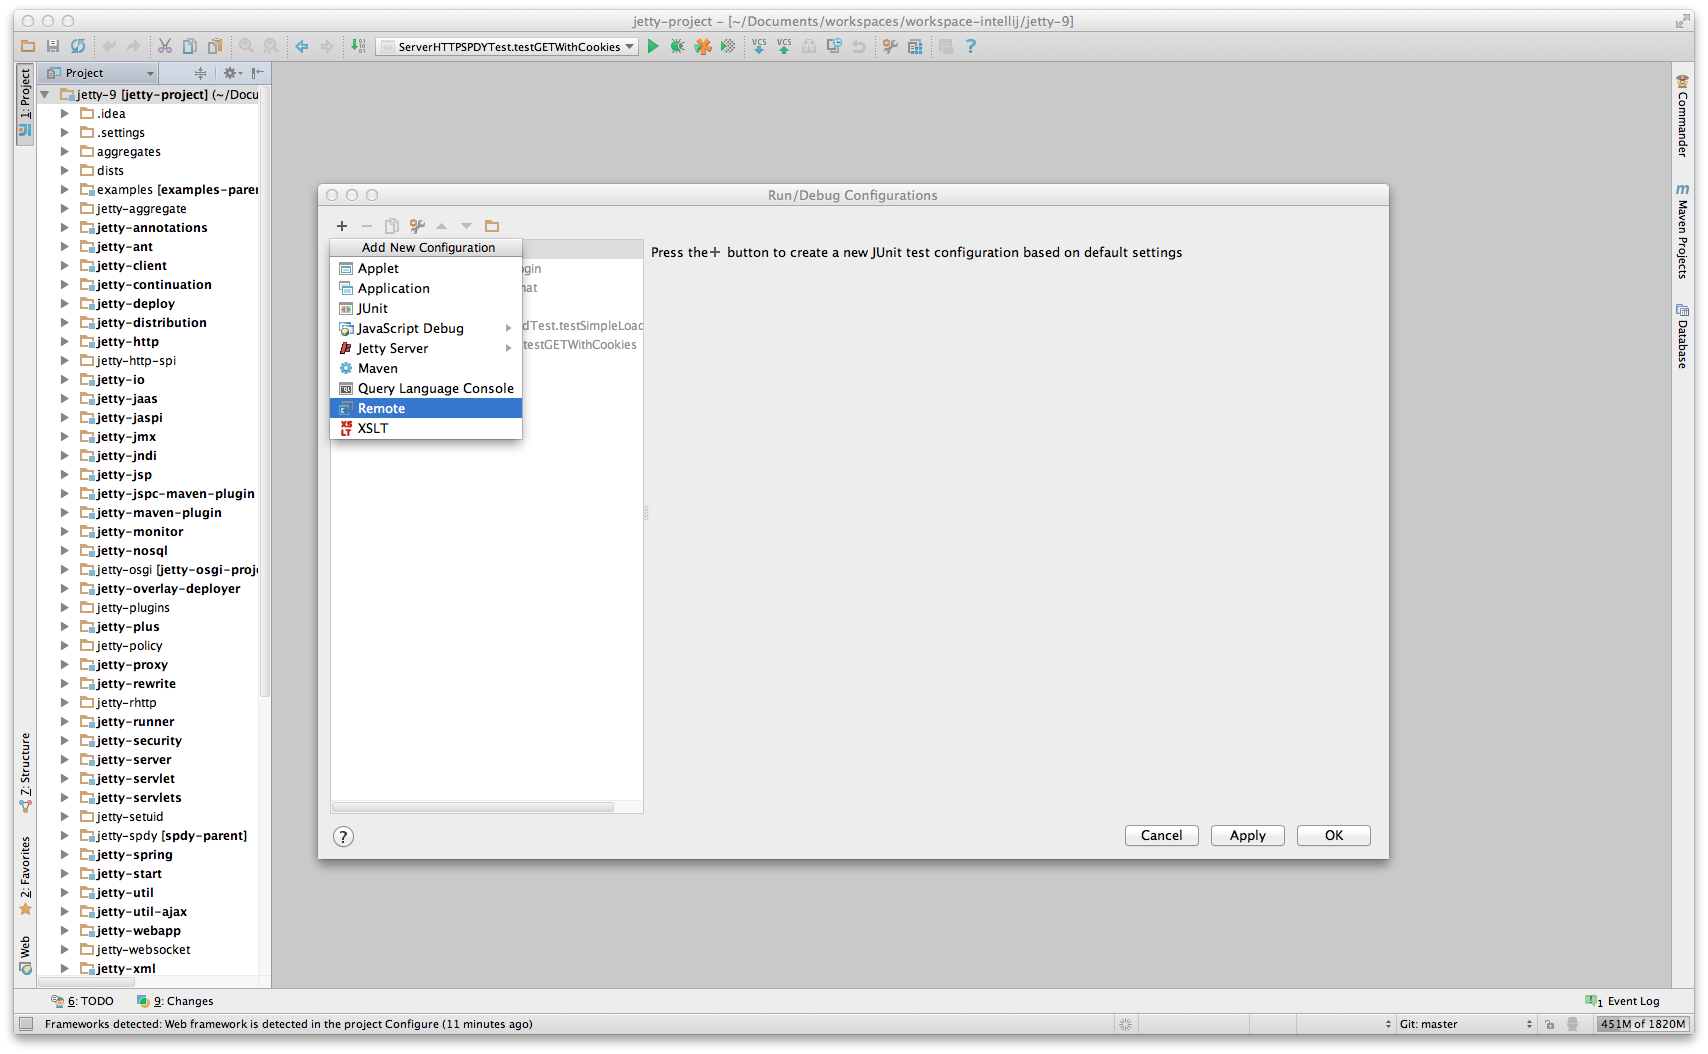 jetty-project – [~/Documents/workspaces/workspace-intellij/jetty-9]
ServerHTTPSPDYTest.testGETWithCookies
VCS
VCS
?
1: Project
Project
jetty-9 [jetty-project] (~/Docu
.idea
.settings
aggregates
dists
examples [examples-parer
jetty-aggregate
jetty-annotations
jetty-ant
jetty-client
jetty-continuation
jetty-deploy
jetty-distribution
jetty-http
jetty-http-spi
jetty-io
jetty-jaas
jetty-jaspi
jetty-jmx
jetty-jndi
jetty-jsp
jetty-jspc-maven-plugin
jetty-maven-plugin
jetty-monitor
jetty-nosql
jetty-osgi [jetty-osgi-proj
jetty-overlay-deployer
jetty-plugins
jetty-plus
jetty-policy
jetty-proxy
jetty-rewrite
jetty-rhttp
jetty-runner
jetty-security
jetty-server
jetty-servlet
jetty-servlets
jetty-setuid
jetty-spdy [spdy-parent]
jetty-spring
jetty-start
jetty-util
jetty-util-ajax
jetty-webapp
jetty-websocket
jetty-xml
7: Structure
2: Favorites
Web
Run/Debug Configurations
Add New Configuration
Applet
Application
JUnit
JavaScript Debug
Jetty Server
Maven
Query Language Console
Remote
XSLT
dTest.testSimpleLoad
testGETWithCookies
Press the + button to create a new JUnit test configuration based on default settings
?
Cancel
Apply
OK
Commander
m Maven Projects
Database
6: TODO
9: Changes
1 Event Log
Frameworks detected: Web framework is detected in the project Configure (11 minutes ago)
Git: master
451M of 1820M